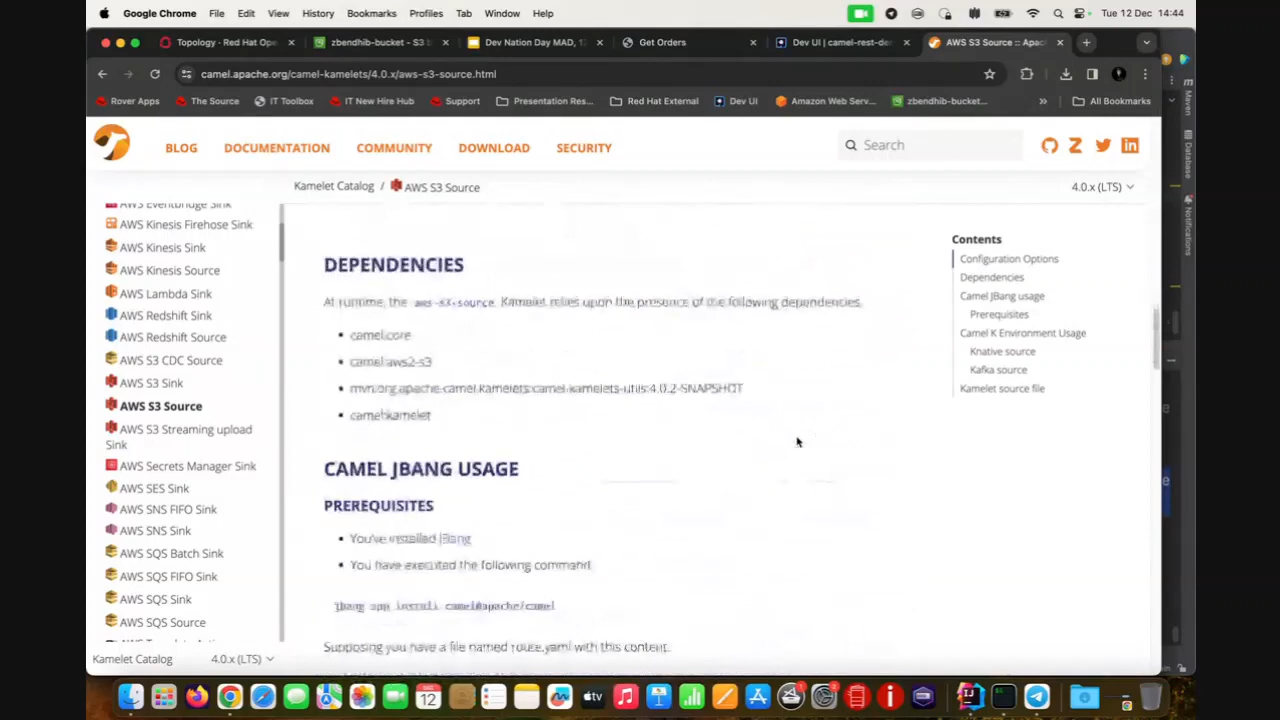 Google Chrome File Edit View History Bookmarks Profiles Tab Window Help Tue 12 Dec 14:44
Topology - Red Hat Ope
zbendhib-bucket - S3 b
Dev Nation Day MAD, 1
Get Orders
Dev UI | camel-rest-der
AWS S3 Source :: Apac
camel.apache.org/camel-kamelets/4.0.x/aws-s3-source.html
Rover Apps The Source IT Toolbox IT New Hire Hub Support Presentation Res... Red Hat External Dev UI Amazon Web Serv... zbendhib-bucket... » All Bookmarks
BLOG DOCUMENTATION COMMUNITY DOWNLOAD SECURITY Search
Kamelet Catalog / AWS S3 Source 4.0.x (LTS)
AWS Eventbridge Sink
AWS Kinesis Firehose Sink
AWS Kinesis Sink
AWS Kinesis Source
AWS Lambda Sink
AWS Redshift Sink
AWS Redshift Source
AWS S3 CDC Source
AWS S3 Sink
AWS S3 Source
AWS S3 Streaming upload
Sink
AWS Secrets Manager Sink
AWS SES Sink
AWS SNS FIFO Sink
AWS SNS Sink
AWS SQS Batch Sink
AWS SQS FIFO Sink
AWS SQS Sink
AWS SQS Source
Kamelet Catalog 4.0.x (LTS)
DEPENDENCIES
At runtime, the aws-s3-source. Kamelet relies upon the presence of the following dependencies.
camel:core
camel:aws2-s3
mvn:org.apache.camel.kamelets:camel-kamelets-utils:4.0.2-SNAPSHOT
camel:kamelet
CAMEL JBANG USAGE
PREREQUISITES
You've installed JBang
You have executed the following command
jbang app install camel@apache/camel
Supposing you have a file named route.yaml with this content.
Contents
Configuration Options
Dependencies
Camel JBang usage
Prerequisites
Camel K Environment Usage
Knative source
Kafka source
Kamelet source file
Maven
Database
Notifications